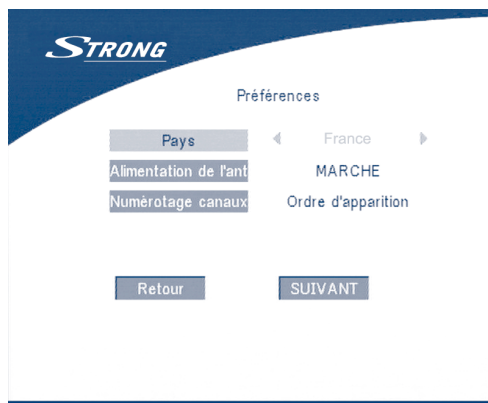 STRONG
Préférences
Pays France
Alimentation de l'ant MARCHE
Numérotage canaux Ordre d'apparition
Retour SUIVANT